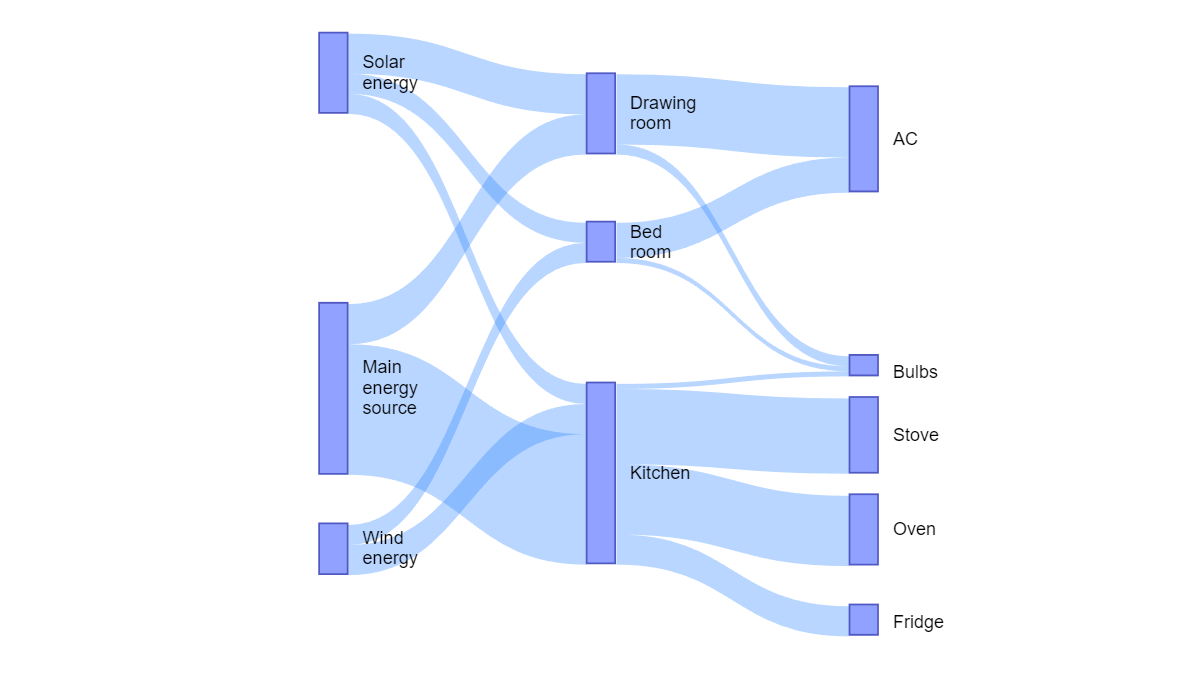 Solar
energy
Drawing
room
AC
Bed
room
Main
energy
source
Bulbs
Stove
Kitchen
Oven
Wind
energy
Fridge